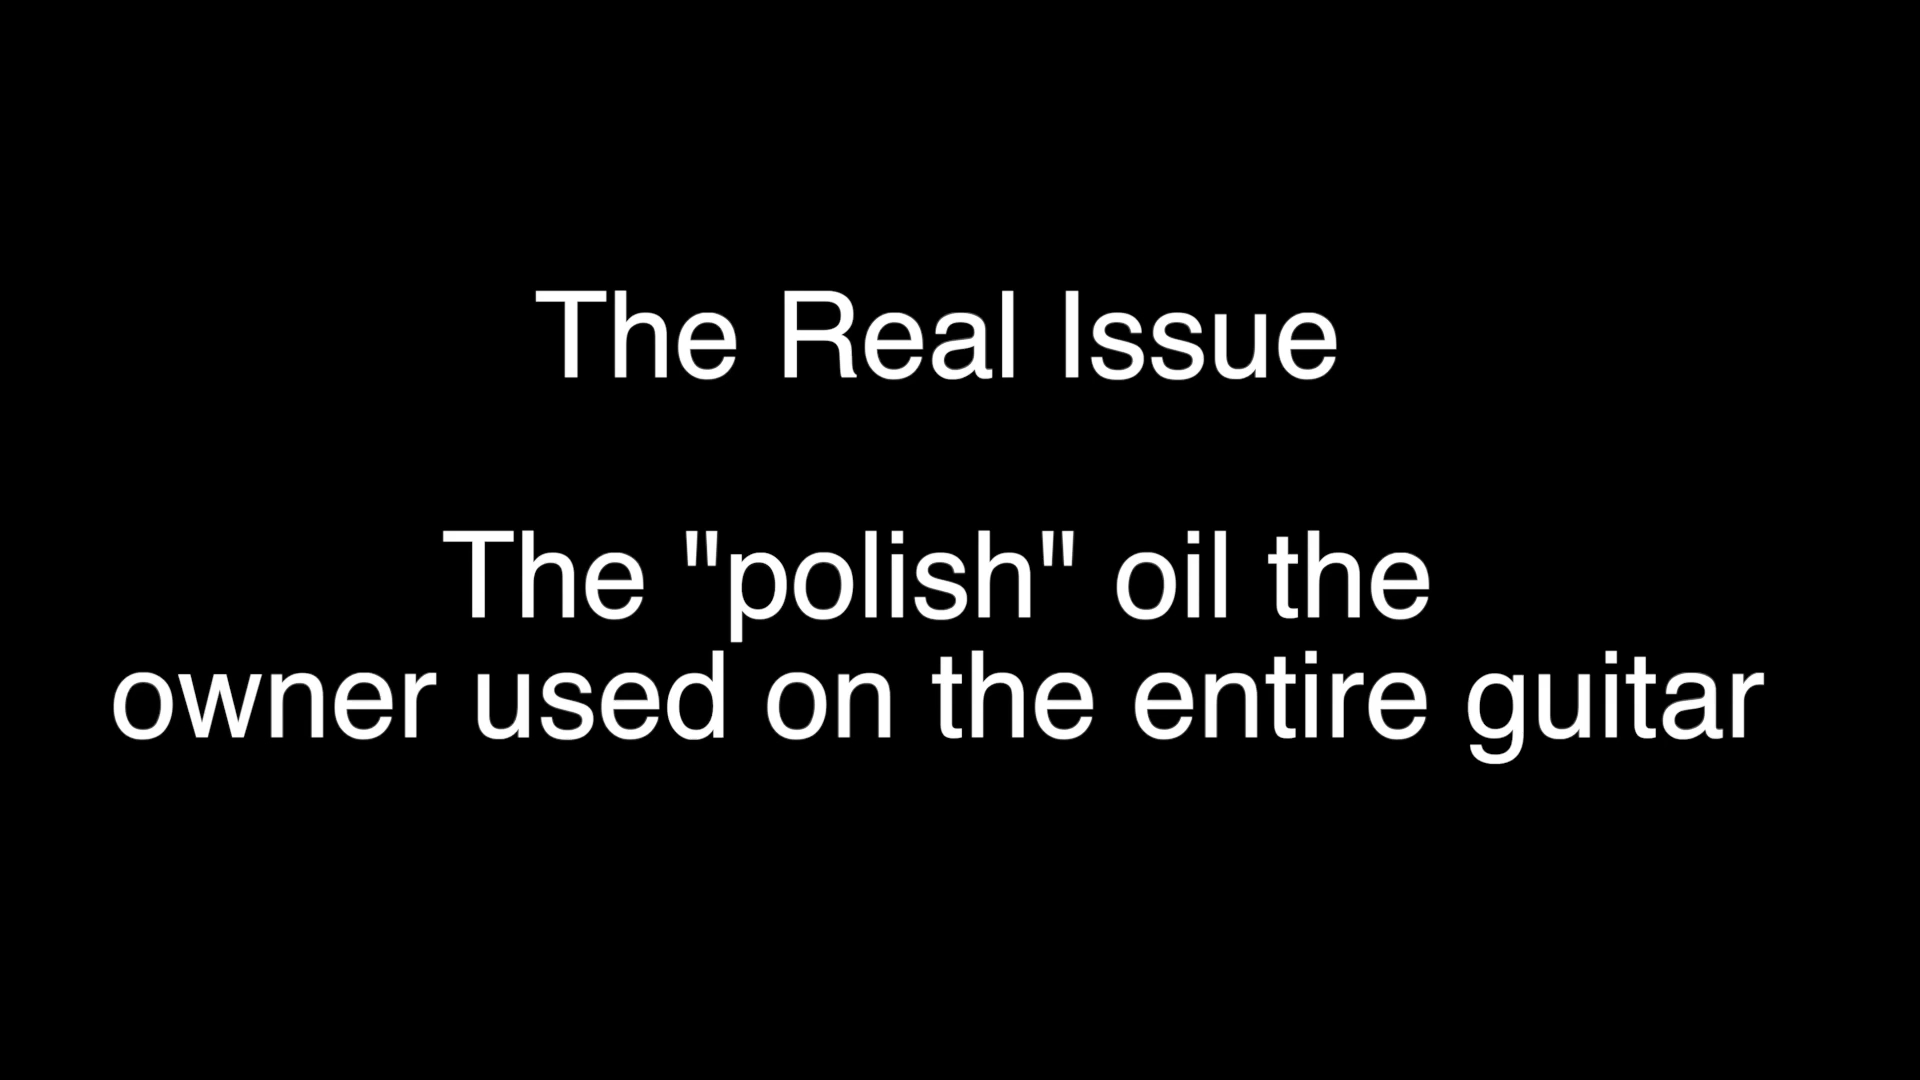 The Real Issue
The "polish" oil the
owner used on the entire guitar